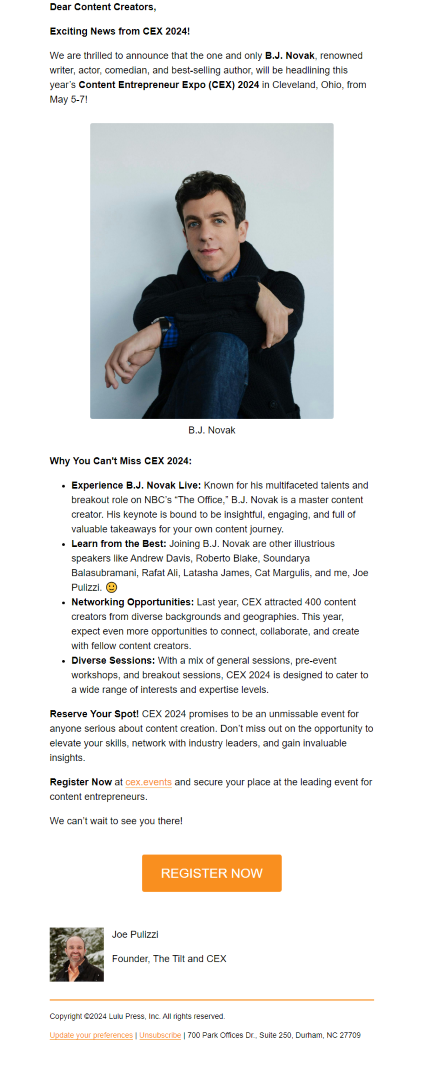 Dear Content Creators,
Exciting News from CEX 2024!
We are thrilled to announce that the one and only B.J. Novak, renowned
writer, actor, comedian, and best-selling author, will be headlining this
year's Content Entrepreneur Expo (CEX) 2024 in Cleveland, Ohio, from
May 5-7!
B.J. Novak
Why You Can't Miss CEX 2024:
• Experience B.J. Novak Live: Known for his multifaceted talents and
breakout role on NBC's “The Office,” B.J. Novak is a master content
creator. His keynote is bound to be insightful, engaging, and full of
valuable takeaways for your own content journey.
• Learn from the Best: Joining B.J. Novak are other illustrious
speakers like Andrew Davis, Roberto Blake, Soundarya
Balasubramani, Rafat Ali, Latasha James, Cat Margulis, and me, Joe
Pulizzi. 🙂
• Networking Opportunities: Last year, CEX attracted 400 content
creators from diverse backgrounds and geographies. This year,
expect even more opportunities to connect, collaborate, and create
with fellow content creators.
• Diverse Sessions: With a mix of general sessions, pre-event
workshops, and breakout sessions, CEX 2024 is designed to cater to
a wide range of interests and expertise levels.
Reserve Your Spot! CEX 2024 promises to be an unmissable event for
anyone serious about content creation. Don't miss out on the opportunity to
elevate your skills, network with industry leaders, and gain invaluable
insights.
Register Now at cex.events and secure your place at the leading event for
content entrepreneurs.
We can't wait to see you there!
REGISTER NOW
Joe Pulizzi
Founder, The Tilt and CEX
Copyright ©2024 Lulu Press, Inc. All rights reserved.
Update your preferences | Unsubscribe | 700 Park Offices Dr., Suite 250, Durham, NC 27709